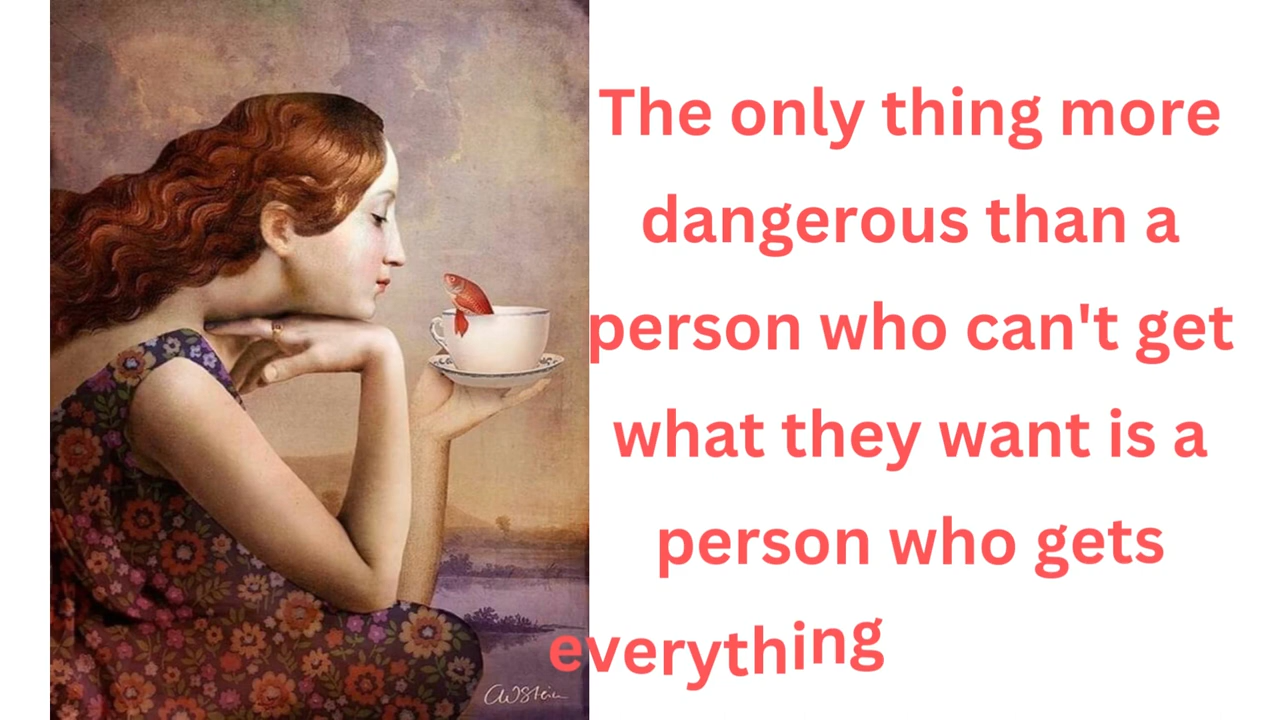 The only thing more
dangerous than a
person who can't get
what they want is a
person who gets
everything